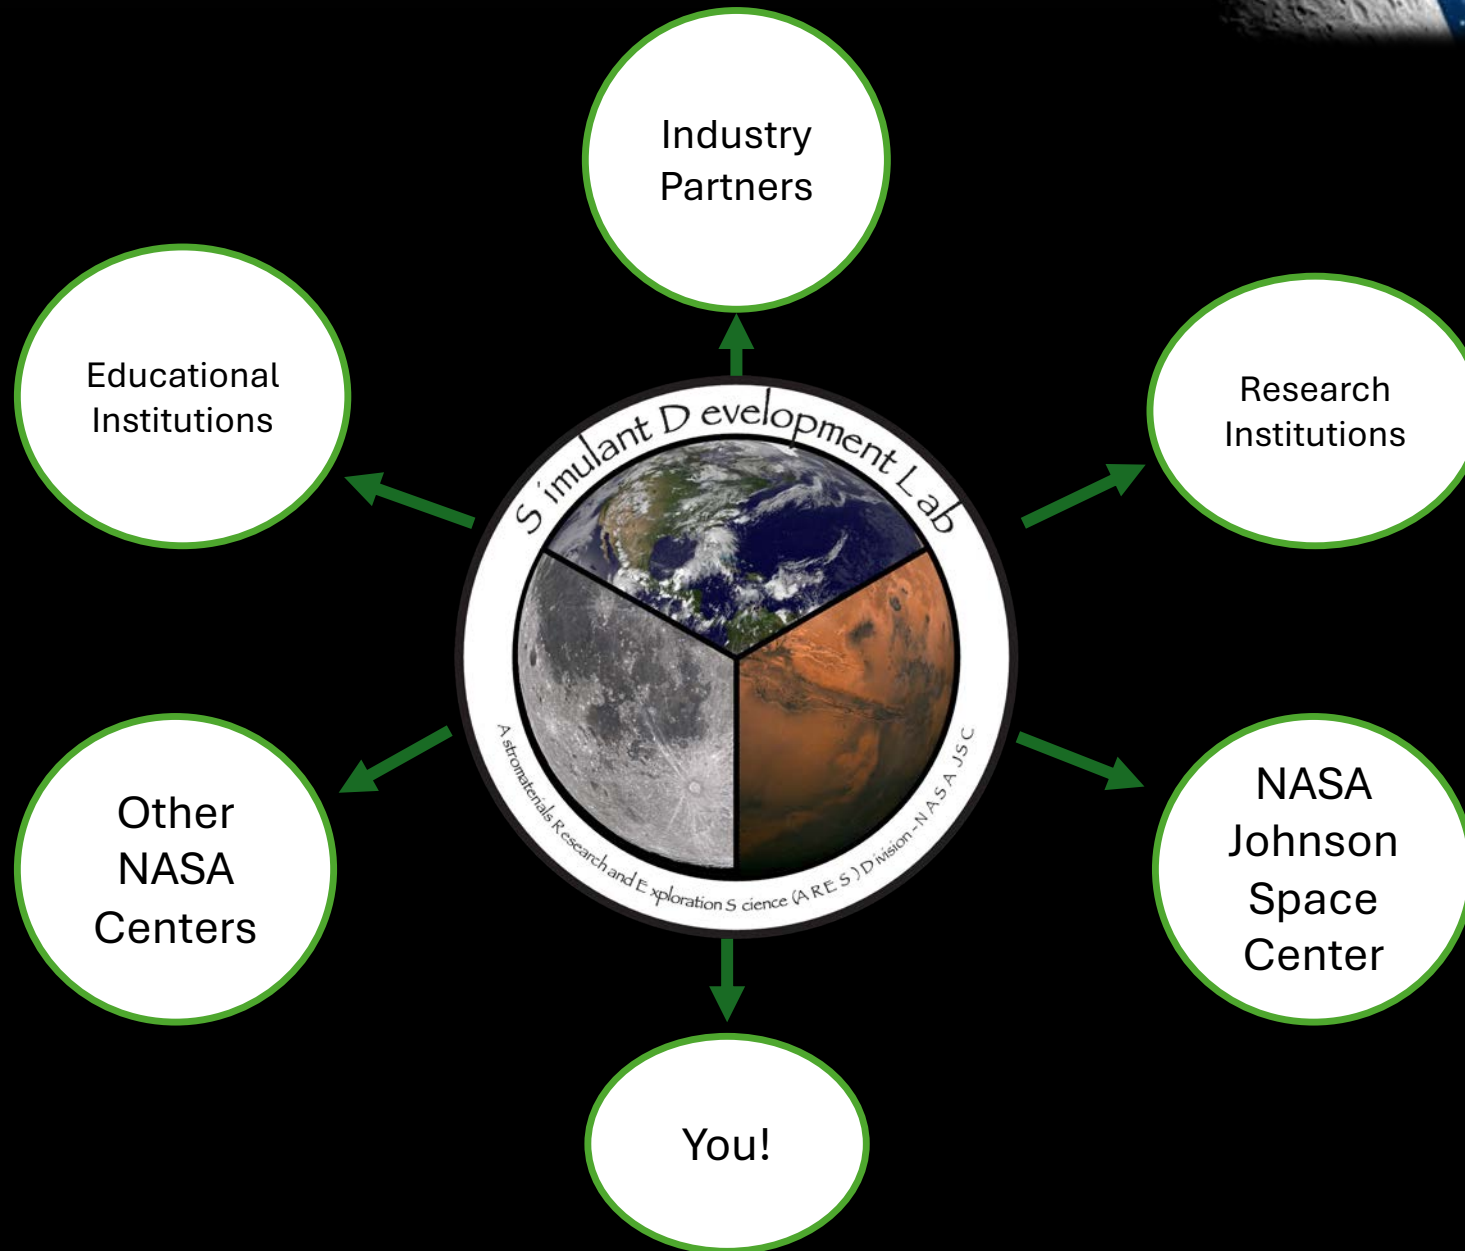 Industry
Partners
Educational
Institutions
Research
Institutions
Simulant Development Lab
Astromaterials Research and Exploration Science (ARES) Division - NASA JSC
Other
NASA
Centers
NASA
Johnson
Space
Center
You!